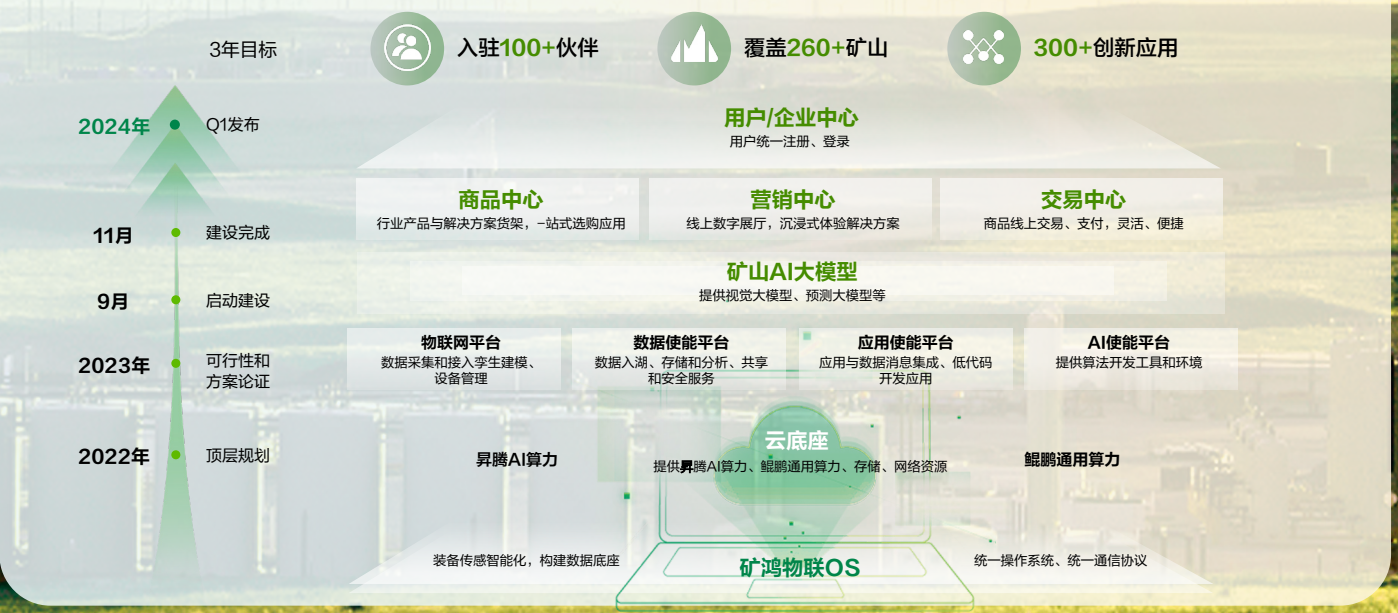 3年目标
入驻100+伙伴
覆盖260+矿山
300+创新应用
2024年
Q1发布
用户/企业中心
用户统一注册、登录
商品中心
行业产品与解决方案货架，一站式选购应用
营销中心
线上数字展厅，沉浸式体验解决方案
交易中心
商品线上交易、支付，灵活、便捷
11月
建设完成
矿山AI大模型
提供视觉大模型、预测大模型等
9月
启动建设
物联网平台
数据采集和接入孪生建模、
设备管理
数据使能平台
数据入湖、存储和分析、共享
和安全服务
应用使能平台
应用与数据消息集成、低代码
开发应用
AI使能平台
提供算法开发工具和环境
2023年
可行性和
方案论证
2022年
顶层规划
昇腾AI算力
云底座
提供昇腾AI算力、鲲鹏通用算力、存储、网络资源
鲲鹏通用算力
装备传感智能化，构建数据底座
矿鸿物联OS
统一操作系统、统一通信协议